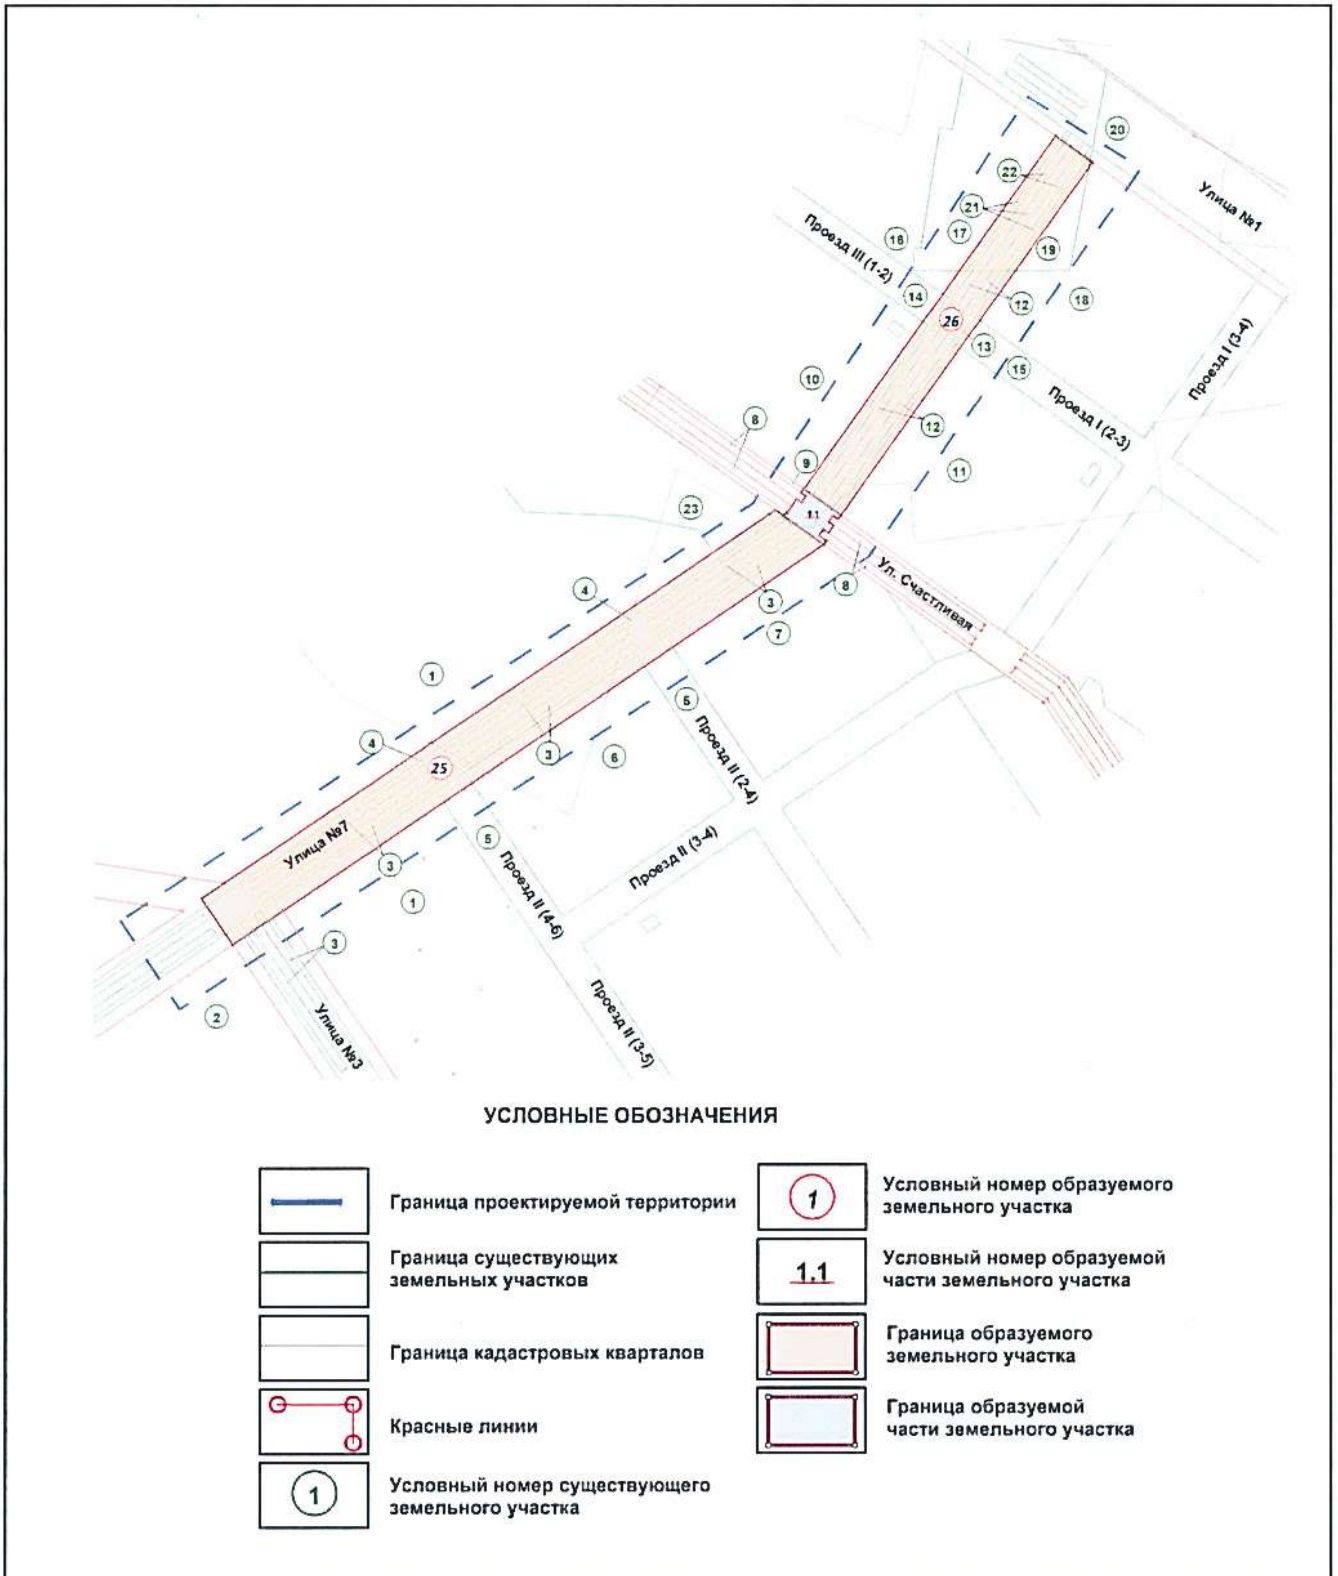 20
22
Улица №1
21
17
16
19
Проезд III (1-2)
14
12
18
26
13
15
Проезд I (3-4)
10
Проезд I (2-3)
8
12
9
11
23
11
8
Ул. Счастливая
4
3
7
1
5
Проезд II (2-4)
4
3
6
25
Улица №7
5
Проезд II (3-4)
3
1
Проезд II (4-6)
3
2
Улица №3
Проезд II (3-5)
УСЛОВНЫЕ ОБОЗНАЧЕНИЯ
Граница проектируемой территории
Граница существующих
земельных участков
Граница кадастровых кварталов
Красные линии
1
Условный номер существующего
земельного участка
1
Условный номер образуемого
земельного участка
1.1
Условный номер образуемой
части земельного участка
Граница образуемого
земельного участка
Граница образуемой
части земельного участка